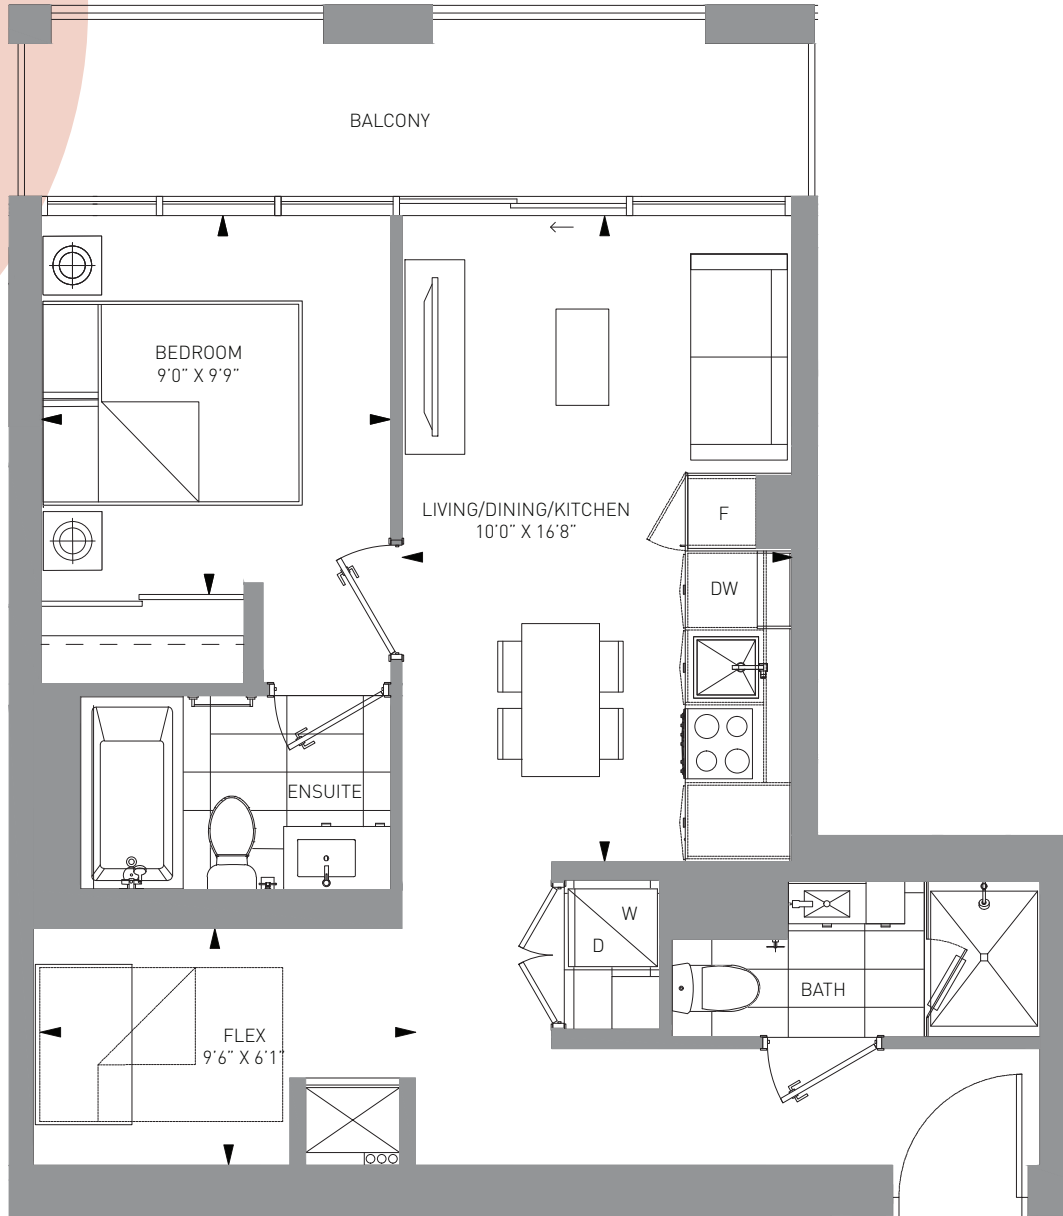 BALCONY
BEDROOM
9'0" X 9'9"
LIVING/DINING/KITCHEN
10'0" X 16'8"
F
DW
ENSUITE
W
D
BATH
FLEX
9'6" X 6'1"